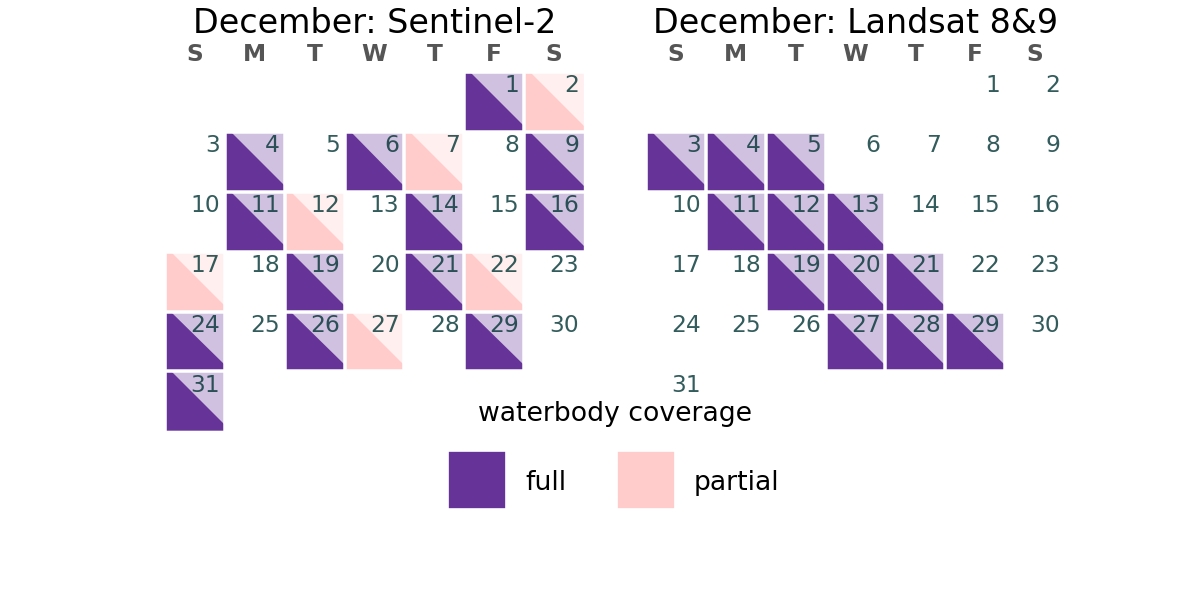 December: Sentinel-2
S M T W T F S
1 2
3 4 5 6 7 8 9
10 11 12 13 14 15 16
17 18 19 20 21 22 23
24 25 26 27 28 29 30
31
December: Landsat 8&9
S M T W T F S
1 2
3 4 5 6 7 8 9
10 11 12 13 14 15 16
17 18 19 20 21 22 23
24 25 26 27 28 29 30
31
waterbody coverage
full
partial